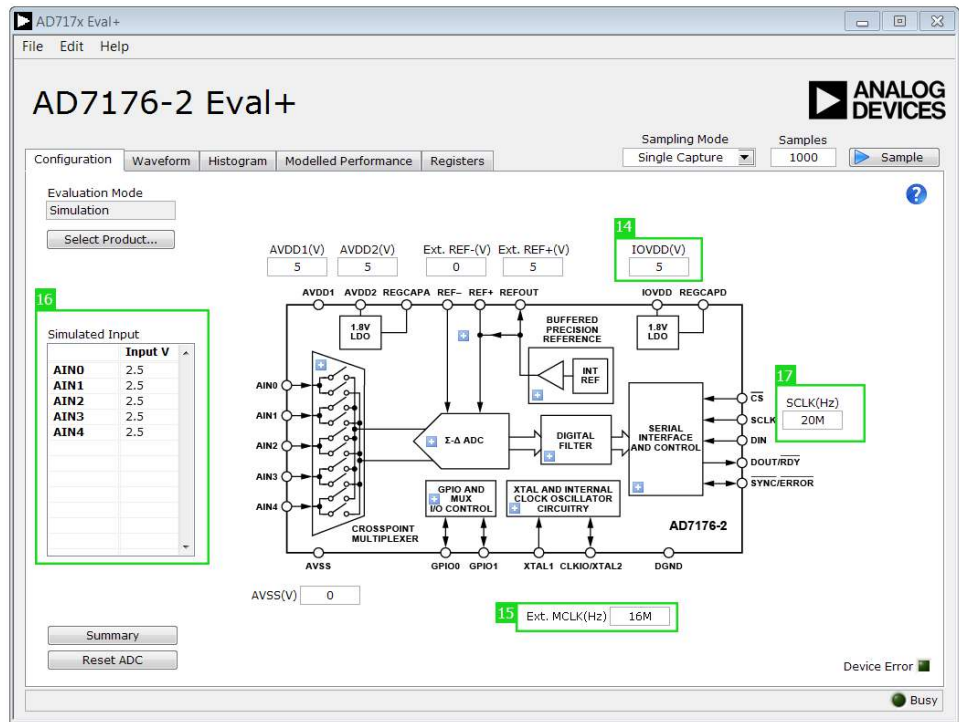 AD717x Eval+
File Edit Help
AD7176-2 Eval+
ANALOG
DEVICES
Sampling Mode Samples
Configuration Waveform Histogram Modelled Performance Registers Single Capture 1000 Sample
Evaluation Mode
Simulation
?
Select Product...
14
AVDD1(V) AVDD2(V) Ext. REF-(V) Ext. REF+(V) IOVDD(V)
5 5 0 5 5
16
AVDD1 AVDD2 REGCAPA REF– REF+ REFOUT IOVDD REGCAPD
Simulated Input
Input V
AIN0 2.5
AIN1 2.5
AIN2 2.5
AIN3 2.5
AIN4 2.5
1.8V
LDO
BUFFERED
PRECISION
REFERENCE
INT
REF
1.8V
LDO
17
SCLK(Hz)
20M
AIN0
AIN1
AIN2
AIN3
AIN4
CROSSPOINT
MULTIPLEXER
Σ-Δ ADC
DIGITAL
FILTER
SERIAL
INTERFACE
AND CONTROL
CS
SCLK
DIN
DOUT/RDY
SYNC/ERROR
GPIO AND
MUX
I/O CONTROL
XTAL AND INTERNAL
CLOCK OSCILLATOR
CIRCUITRY
AD7176-2
AVSS GPIO0 GPIO1 XTAL1 CLKIO/XTAL2 DGND
AVSS(V) 0
15
Ext. MCLK(Hz) 16M
Summary
Reset ADC
Device Error
Busy